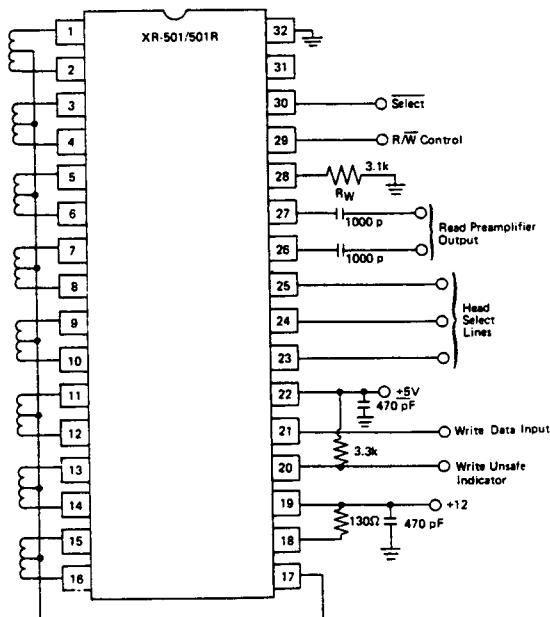 XR-501/501R
1
2
3
4
5
6
7
8
9
10
11
12
13
14
15
16
32
31
30
Select
29
R/W Control
28
3.1k
RW
27
1000 p
26
1000 p
Read Preamplifier
Output
25
24
23
Head
Select
Lines
22
+5V
470 pF
21
Write Data Input
3.3k
20
Write Unsafe
Indicator
19
+12
130Ω
470 pF
18
17